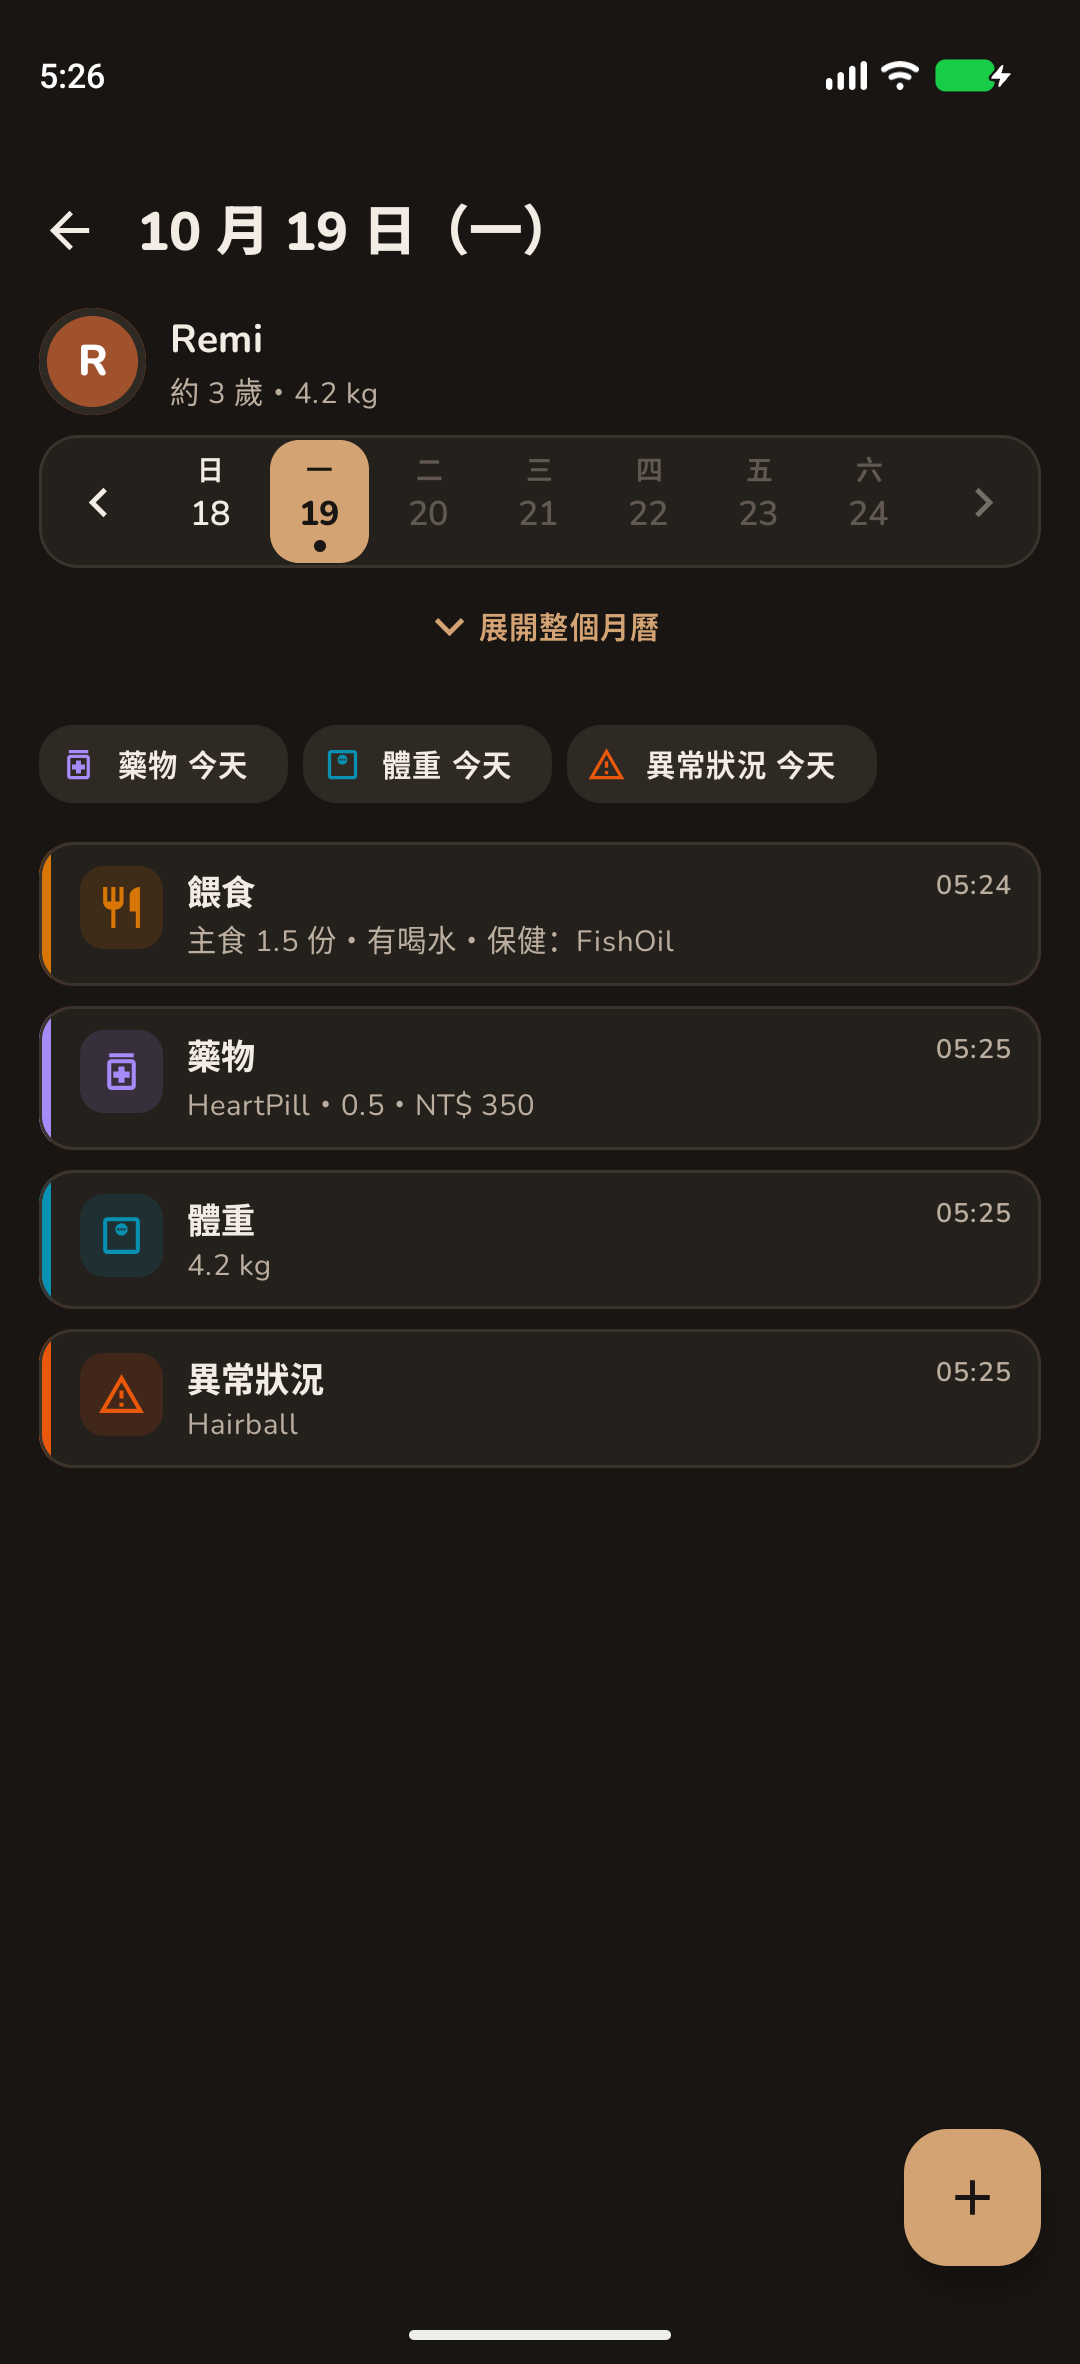 5:26
10 月 19 日（一）
R
Remi
約 3 歲・4.2 kg
日 一 二 三 四 五 六
18 19 20 21 22 23 24
展開整個月曆
藥物 今天 體重 今天 異常狀況 今天
餵食 05:24
主食 1.5 份・有喝水・保健：FishOil
藥物 05:25
HeartPill・0.5・NT$ 350
體重 05:25
4.2 kg
異常狀況 05:25
Hairball